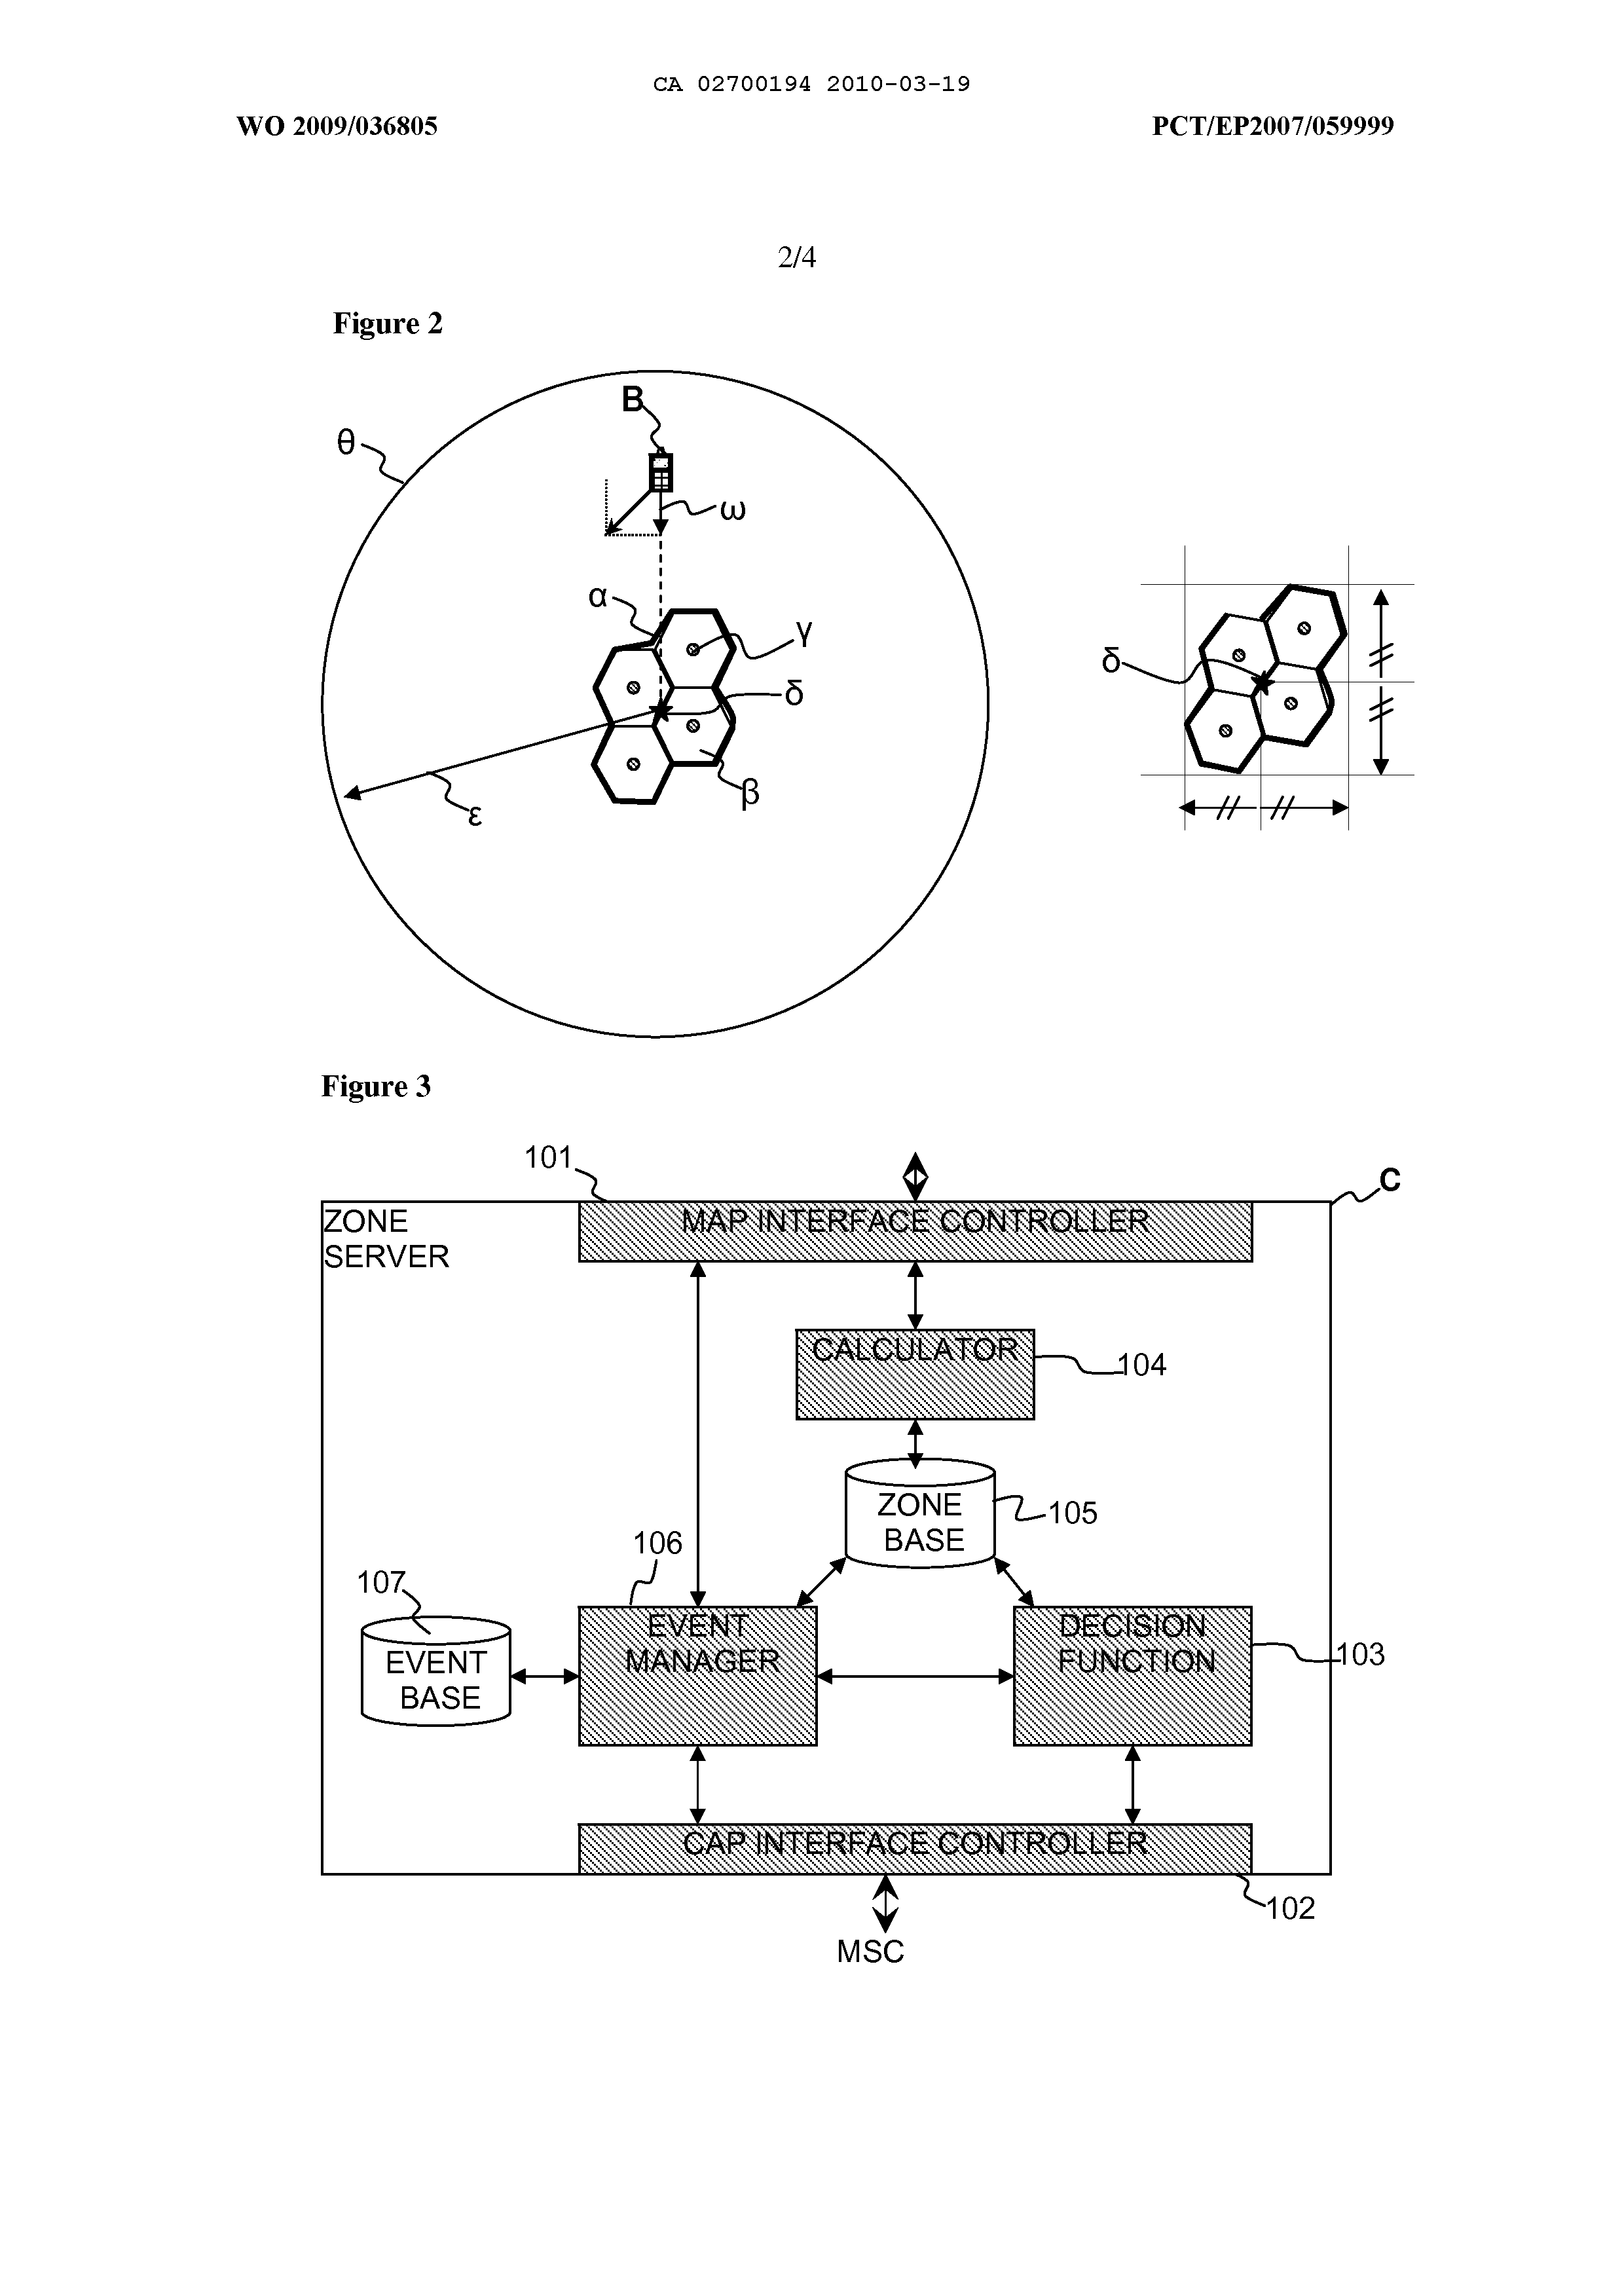 CA 02700194 2010-03-19
WO 2009/036805
PCT/EP2007/059999
2/4
Figure 2
B
θ
ω
α
γ
δ
δ
β
ε
Figure 3
101
C
ZONE
SERVER
MAP INTERFACE CONTROLLER
CALCULATOR
104
ZONE
BASE
105
106
107
EVENT
MANAGER
DECISION
FUNCTION
103
EVENT
BASE
CAP INTERFACE CONTROLLER
102
MSC